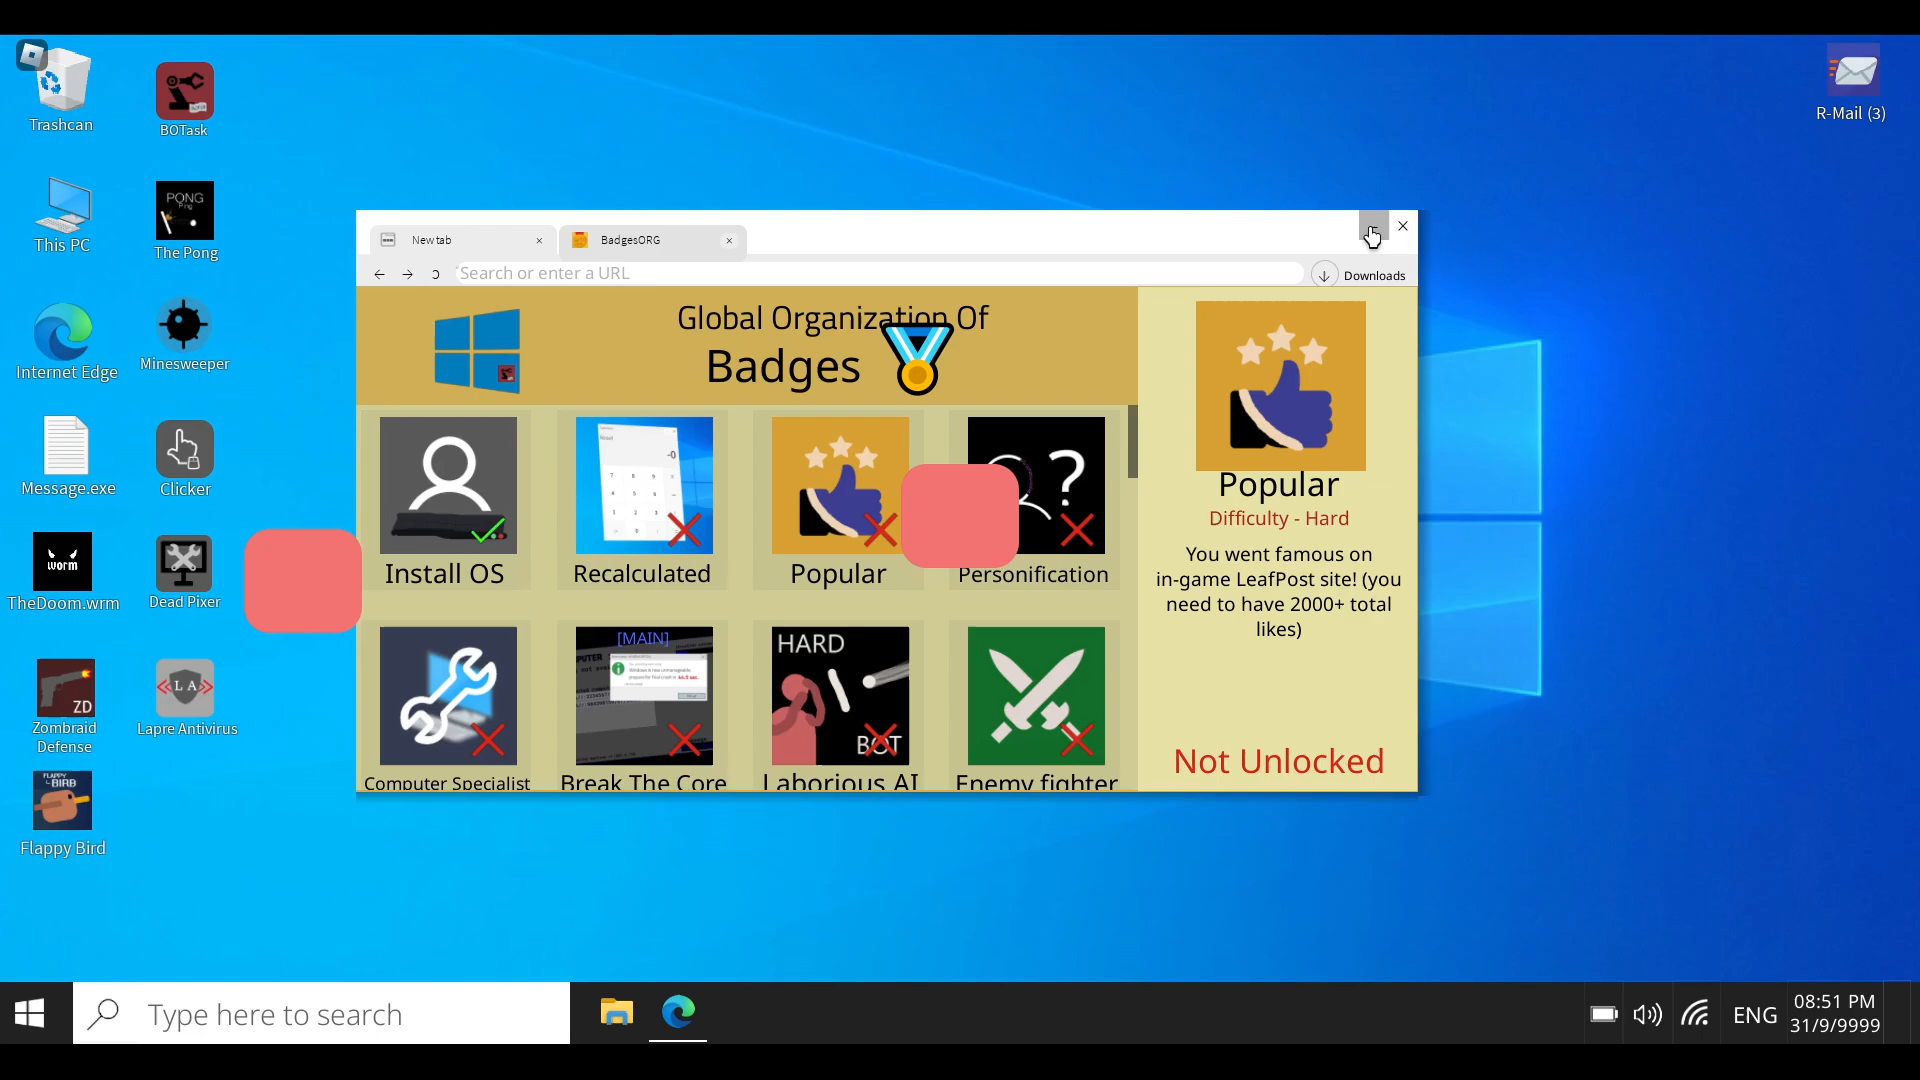 Trashcan
BOTask
R-Mail (3)
This PC
PONG
Ping
The Pong
Internet Edge
Minesweeper
Message.exe
Clicker
worm
TheDoom.wrm
Dead Pixer
ZD
Zombraid
Defense
LA
Lapre Antivirus
FLAPPY
BIRB
Flappy Bird
New tab
BadgesORG
Search or enter a URL
Downloads
Global Organization Of
Badges
Install OS
Recalculated
Popular
Personification
[MAIN]
HARD
BOT
Computer Specialist
Break The Core
Laborious AI
Enemy fighter
Popular
Difficulty - Hard
You went famous on
in-game LeafPost site! (you
need to have 2000+ total
likes)
Not Unlocked
Type here to search
ENG
08:51 PM
31/9/9999